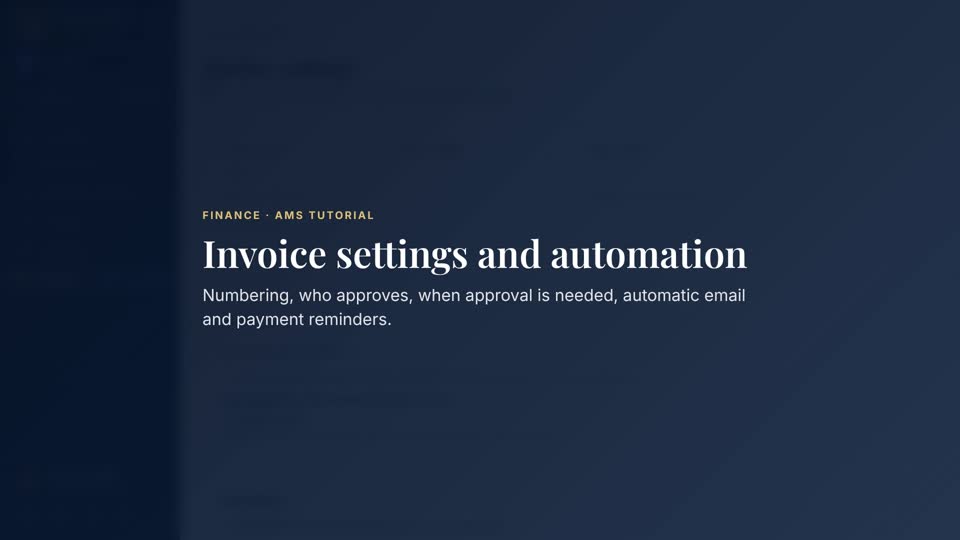 FINANCE · AMS TUTORIAL
Invoice settings and automation
Numbering, who approves, when approval is needed, automatic email
and payment reminders.